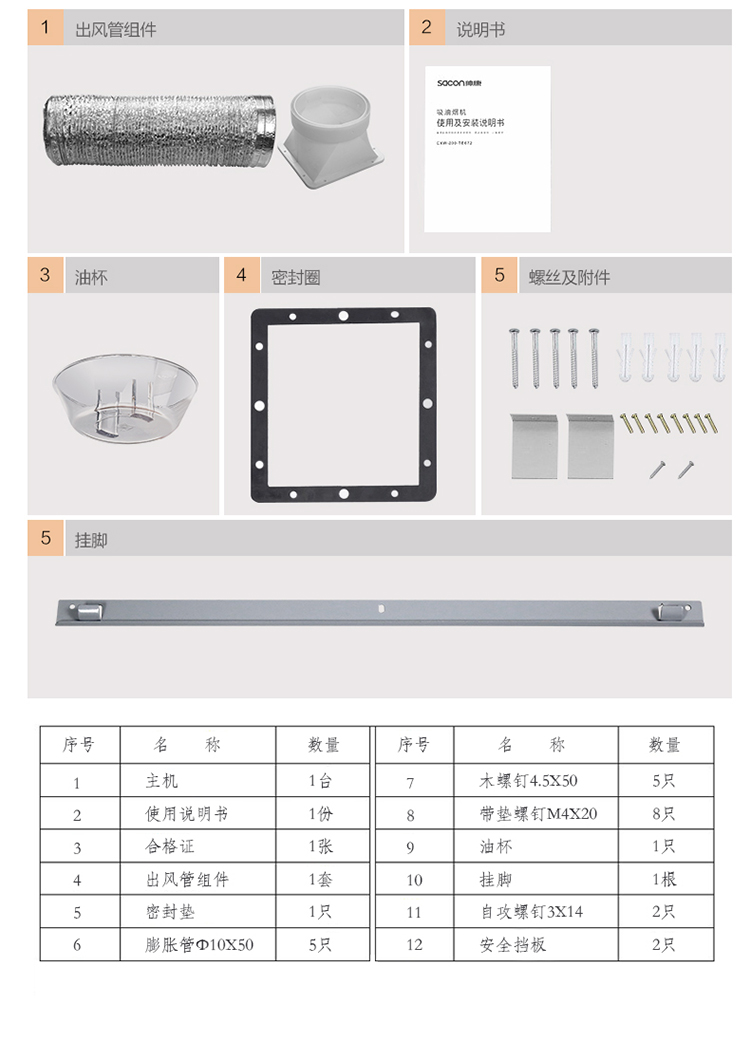 1 出风管组件
2 说明书
sacon帅康
吸油烟机
使用及安装说明书
CXW-200-TE672
3 油杯
4 密封圈
5 螺丝及附件
5 挂脚
序号 名 称 数量 序号 名 称 数量
1 主机 1台 7 木螺钉4.5X50 5只
2 使用说明书 1份 8 带垫螺钉M4X20 8只
3 合格证 1张 9 油杯 1只
4 出风管组件 1套 10 挂脚 1根
5 密封垫 1只 11 自攻螺钉3X14 2只
6 膨胀管Φ10X50 5只 12 安全挡板 2只